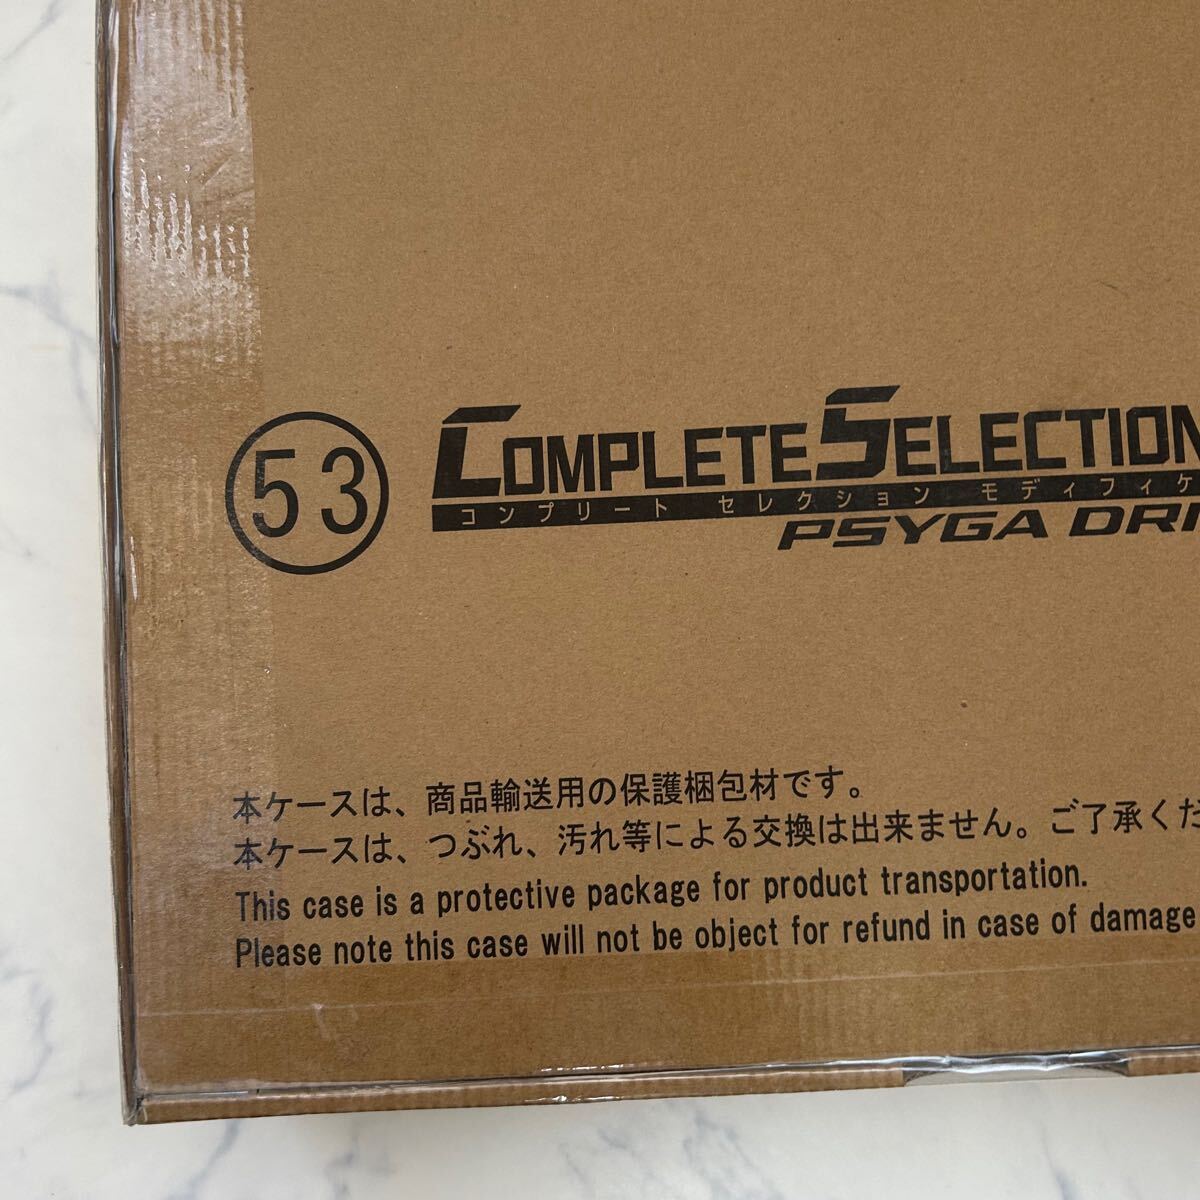 53
COMPLETE SELECTION
コンプリート セレクション モディフィケ
PSYGA DRI
本ケースは、商品輸送用の保護梱包材です。
本ケースは、つぶれ、汚れ等による交換は出来ません。ご了承くだ
This case is a protective package for product transportation.
Please note this case will not be object for refund in case of damage